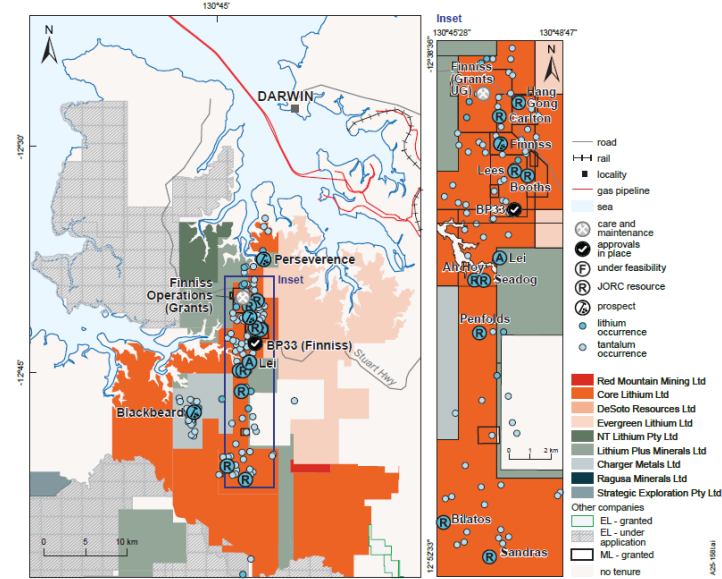 130°45'
N
DARWIN
-12°30'
Perseverence
Inset
Finniss
Operations
(Grants)
BP33 (Finniss)
Stuart Hwy
Lei
-12°45'
Blackbeard
0 5 10 km
Inset
130°45'28" 130°48'47"
-12°38'36"
N
Finniss
(Grants
UG)
Hang
Gong
Carlton
Finniss
Lees
Booths
BP33
Lei
Ah Hoy
Seadog
Penfolds
0 1 2 km
Bilatos
Sandras
12°52'33"
road
rail
locality
gas pipeline
sea
care and
maintenance
approvals
in place
F under feasibility
R JORC resource
prospect
lithium
occurrence
tantalum
occurrence
Red Mountain Mining Ltd
Core Lithium Ltd
DeSoto Resources Ltd
Evergreen Lithium Ltd
NT Lithium Pty Ltd
Lithium Plus Minerals Ltd
Charger Metals Ltd
Ragusa Minerals Ltd
Strategic Exploration Pty Ltd
Other companies
EL - granted
EL - under
application
ML - granted
no tenure
A25-158.ai